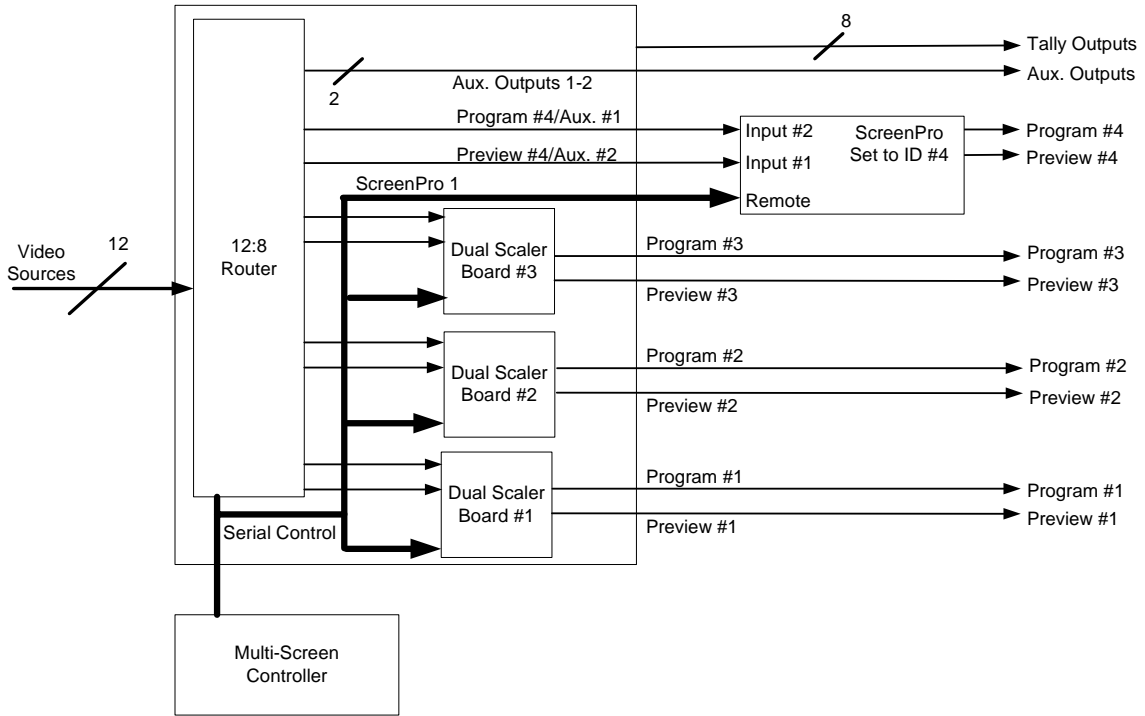 8
Tally Outputs
Aux. Outputs 1-2
Aux. Outputs
2
Program #4/Aux. #1
Input #2
ScreenPro
Set to ID #4
Program #4
Preview #4/Aux. #2
Input #1
Preview #4
ScreenPro 1
Remote
12
Video
Sources
12:8
Router
Dual Scaler
Board #3
Program #3
Program #3
Preview #3
Preview #3
Dual Scaler
Board #2
Program #2
Program #2
Preview #2
Preview #2
Dual Scaler
Board #1
Program #1
Program #1
Preview #1
Preview #1
Serial Control
Multi-Screen
Controller